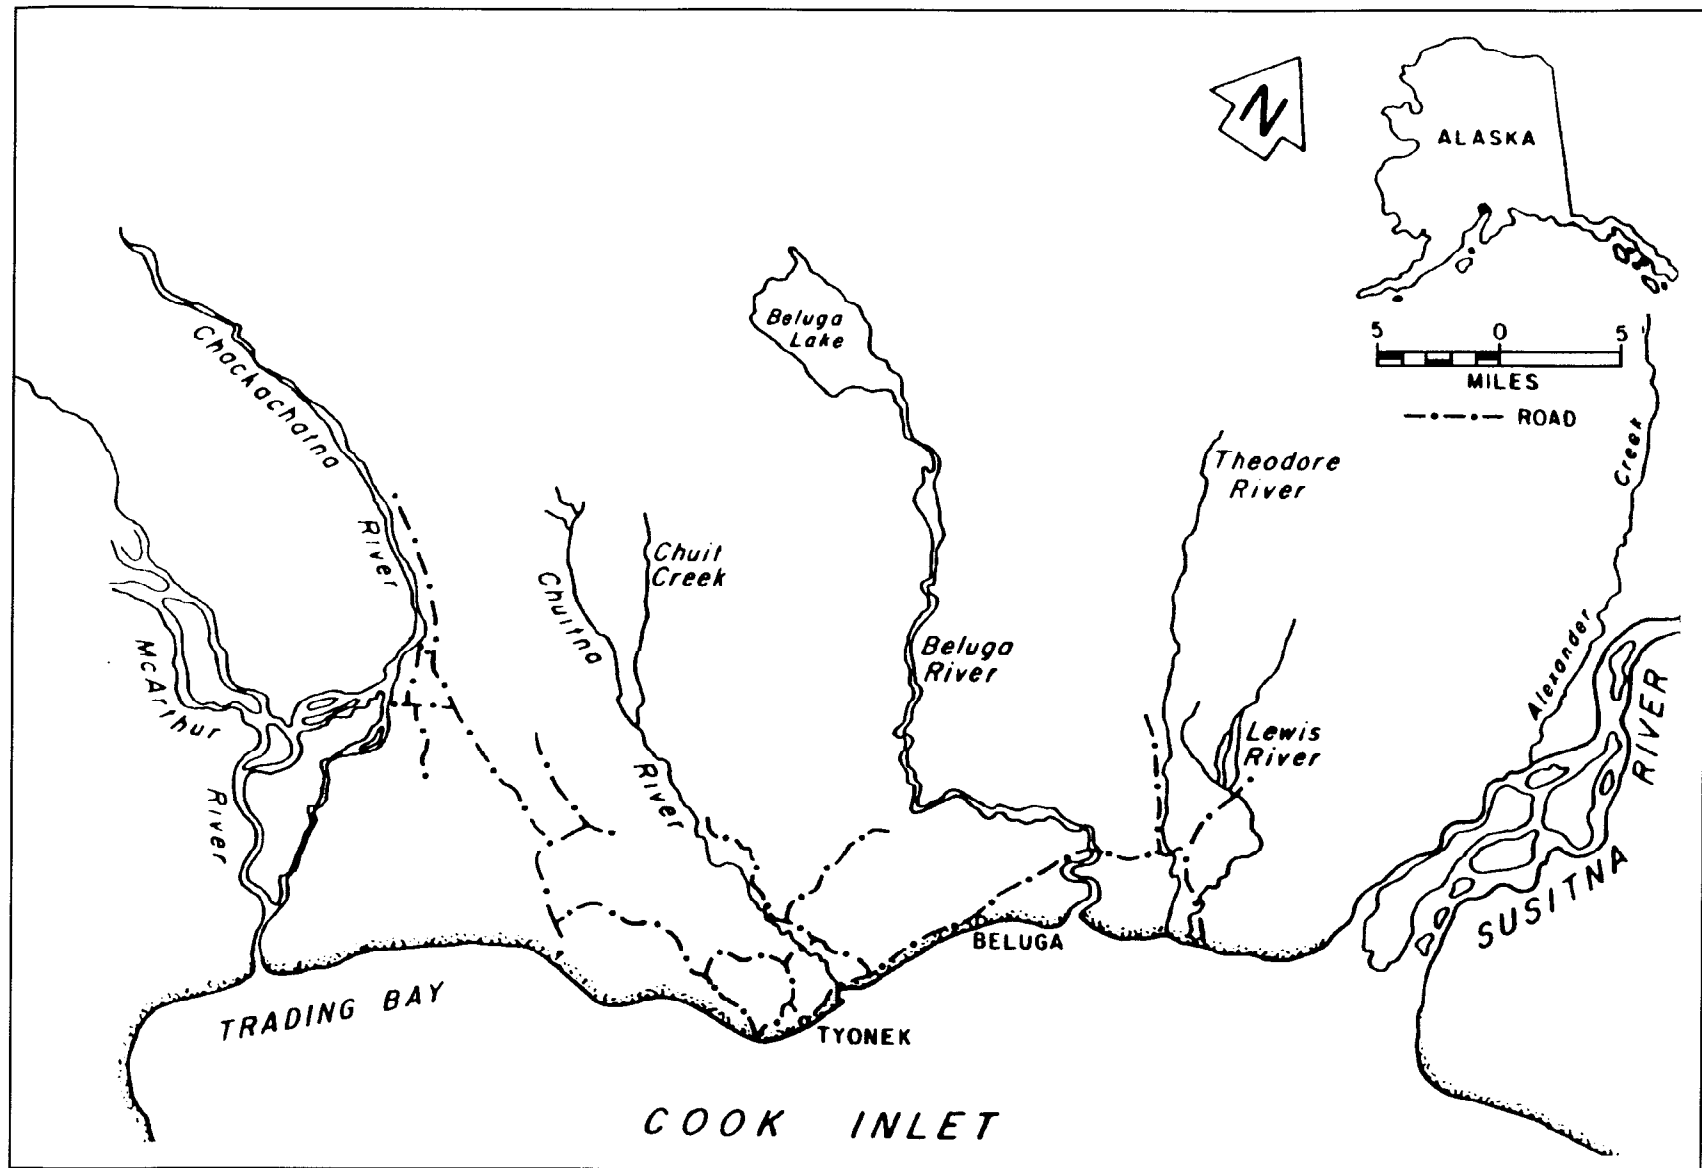 N
ALASKA
5 0 5
MILES
ROAD
Beluga
Lake
Chackachatna
River
Chuitna
River
Chuit
Creek
Theodore
River
Alexander
Creek
McArthur
River
Beluga
River
Lewis
River
SUSITNA
RIVER
BELUGA
TYONEK
TRADING BAY
COOK INLET